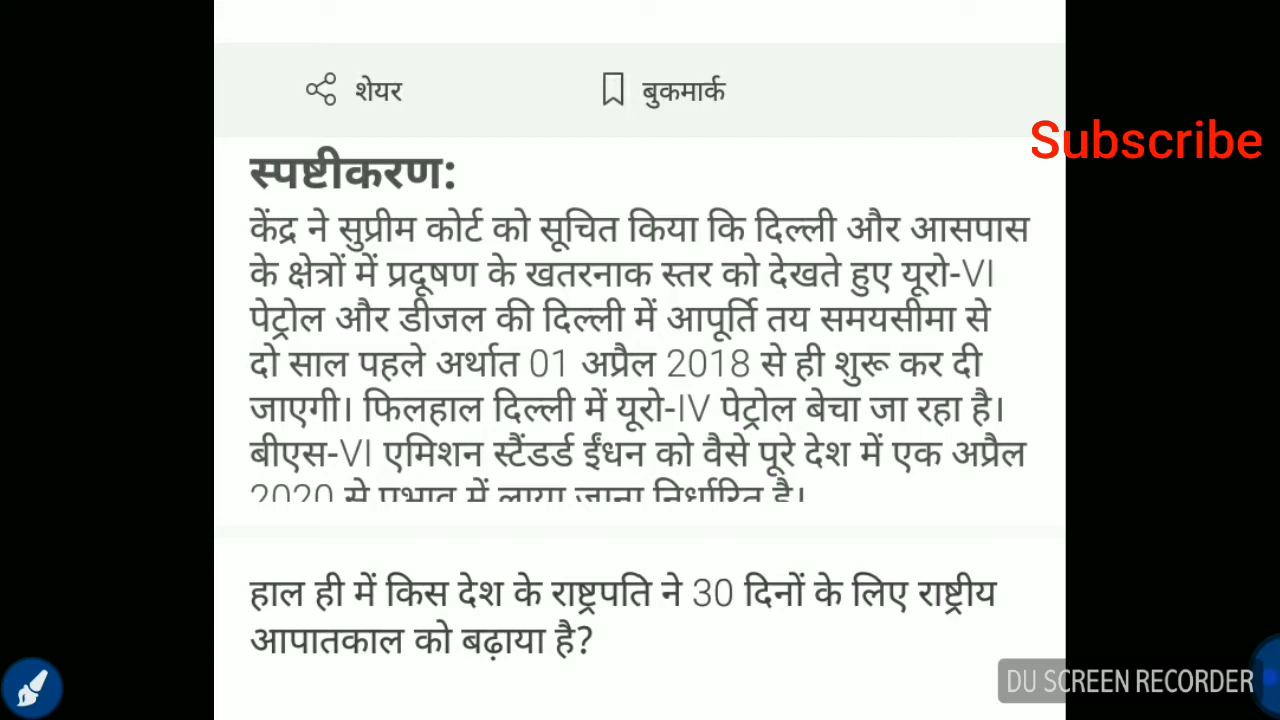 शेयर
बुकमार्क
Subscribe
स्पष्टीकरण:
केंद्र ने सुप्रीम कोर्ट को सूचित किया कि दिल्ली और आसपास
के क्षेत्रों में प्रदूषण के खतरनाक स्तर को देखते हुए यूरो-VI
पेट्रोल और डीजल की दिल्ली में आपूर्ति तय समयसीमा से
दो साल पहले अर्थात 01 अप्रैल 2018 से ही शुरू कर दी
जाएगी। फिलहाल दिल्ली में यूरो-IV पेट्रोल बेचा जा रहा है।
बीएस-VI एमिशन स्टैंडर्ड ईंधन को वैसे पूरे देश में एक अप्रैल
2020 से प्रभाव में लाया जाना निर्धारित है।
हाल ही में किस देश के राष्ट्रपति ने 30 दिनों के लिए राष्ट्रीय
आपातकाल को बढ़ाया है?
DU SCREEN RECORDER